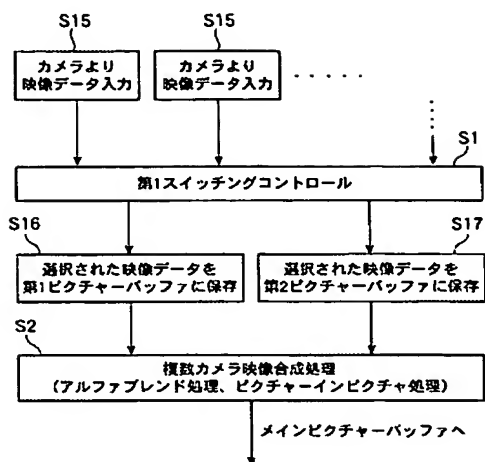 S15
S15
カメラより
映像データ入力
カメラより
映像データ入力
S1
第1スイッチングコントロール
S16
S17
選択された映像データを
第1ピクチャーバッファに保存
選択された映像データを
第2ピクチャーバッファに保存
S2
複数カメラ映像合成処理
(アルファブレンド処理、ピクチャーインピクチャ処理)
メインピクチャーバッファへ